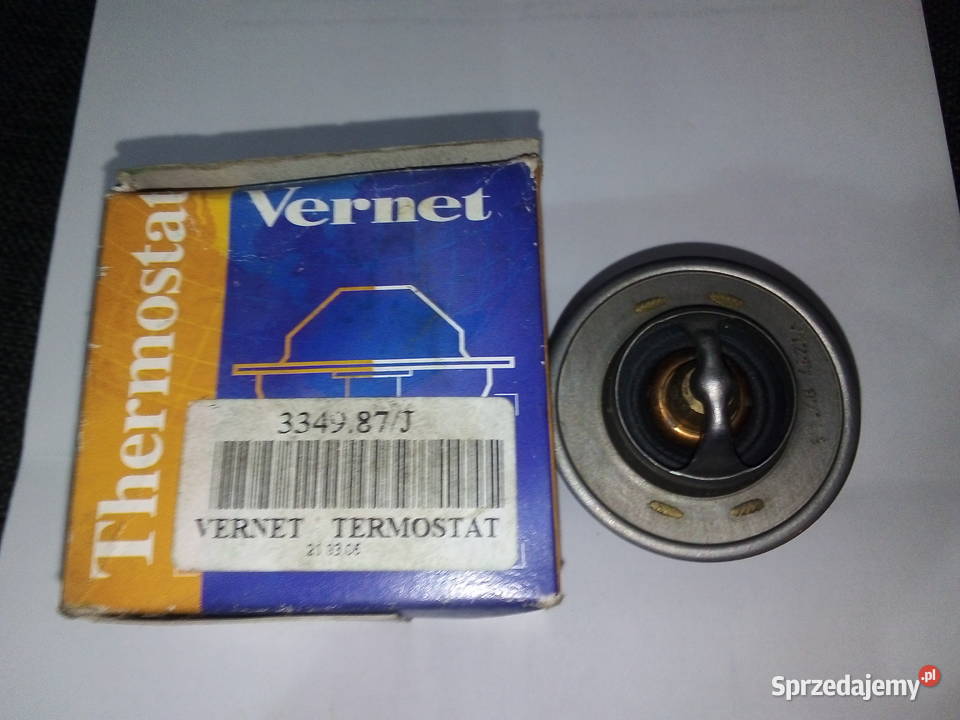 Thermostat
Vernet
3349.87/J
VERNET TERMOSTAT
Sprzedajemy.pl